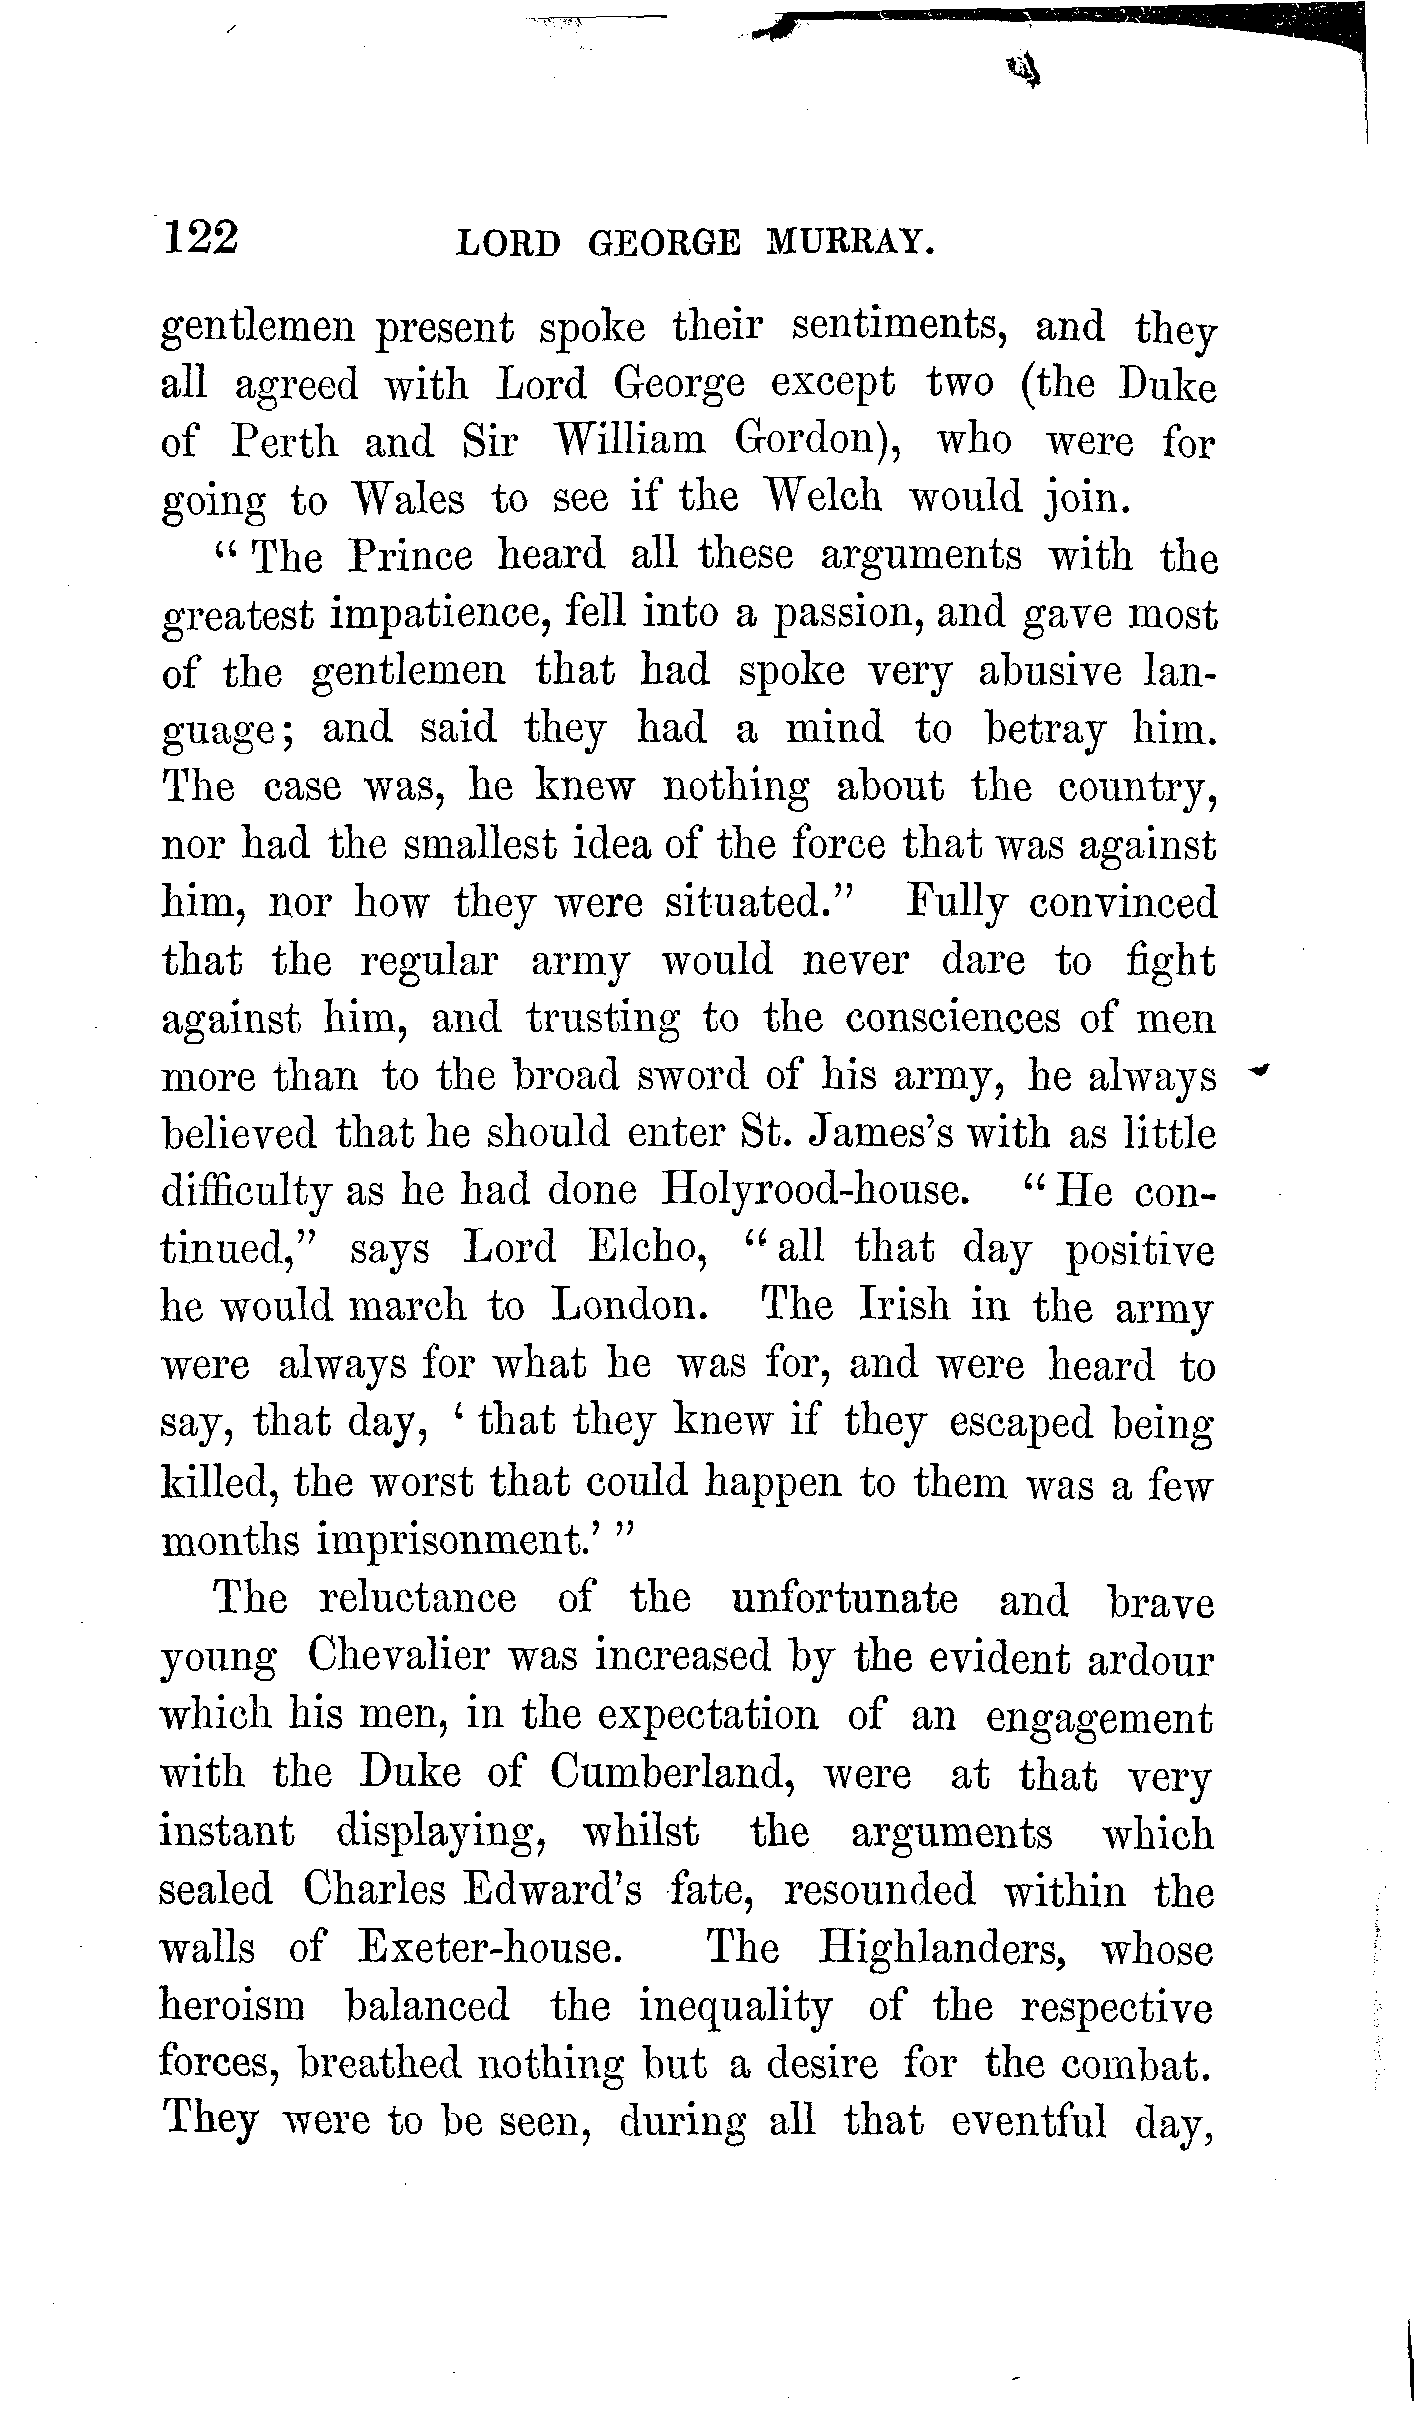 122 LORD GEORGE MURRAY.
gentlemen present spoke their sentiments, and they
all agreed with Lord George except two (the Duke
of Perth and Sir William Gordon), who were for
going to Wales to see if the Welch would join.
“ The Prince heard all these arguments with the
greatest impatience, fell into a passion, and gave most
of the gentlemen that had spoke very abusive lan-
guage; and said they had a mind to betray him.
The case was, he knew nothing about the country,
nor had the smallest idea of the force that was against
him, nor how they were situated.” Fully convinced
that the regular army would never dare to fight
against him, and trusting to the consciences of men
more than to the broad sword of his army, he always
believed that he should enter St. James's with as little
difficulty as he had done Holyrood-house. “ He con-
tinued,” says Lord Elcho, “ all that day positive
he would march to London. The Irish in the army
were always for what he was for, and were heard to
say, that day, ‘ that they knew if they escaped being
killed, the worst that could happen to them was a few
months imprisonment.’ ”
The reluctance of the unfortunate and brave
young Chevalier was increased by the evident ardour
which his men, in the expectation of an engagement
with the Duke of Cumberland, were at that very
instant displaying, whilst the arguments which
sealed Charles Edward's fate, resounded within the
walls of Exeter-house. The Highlanders, whose
heroism balanced the inequality of the respective
forces, breathed nothing but a desire for the combat.
They were to be seen, during all that eventful day,